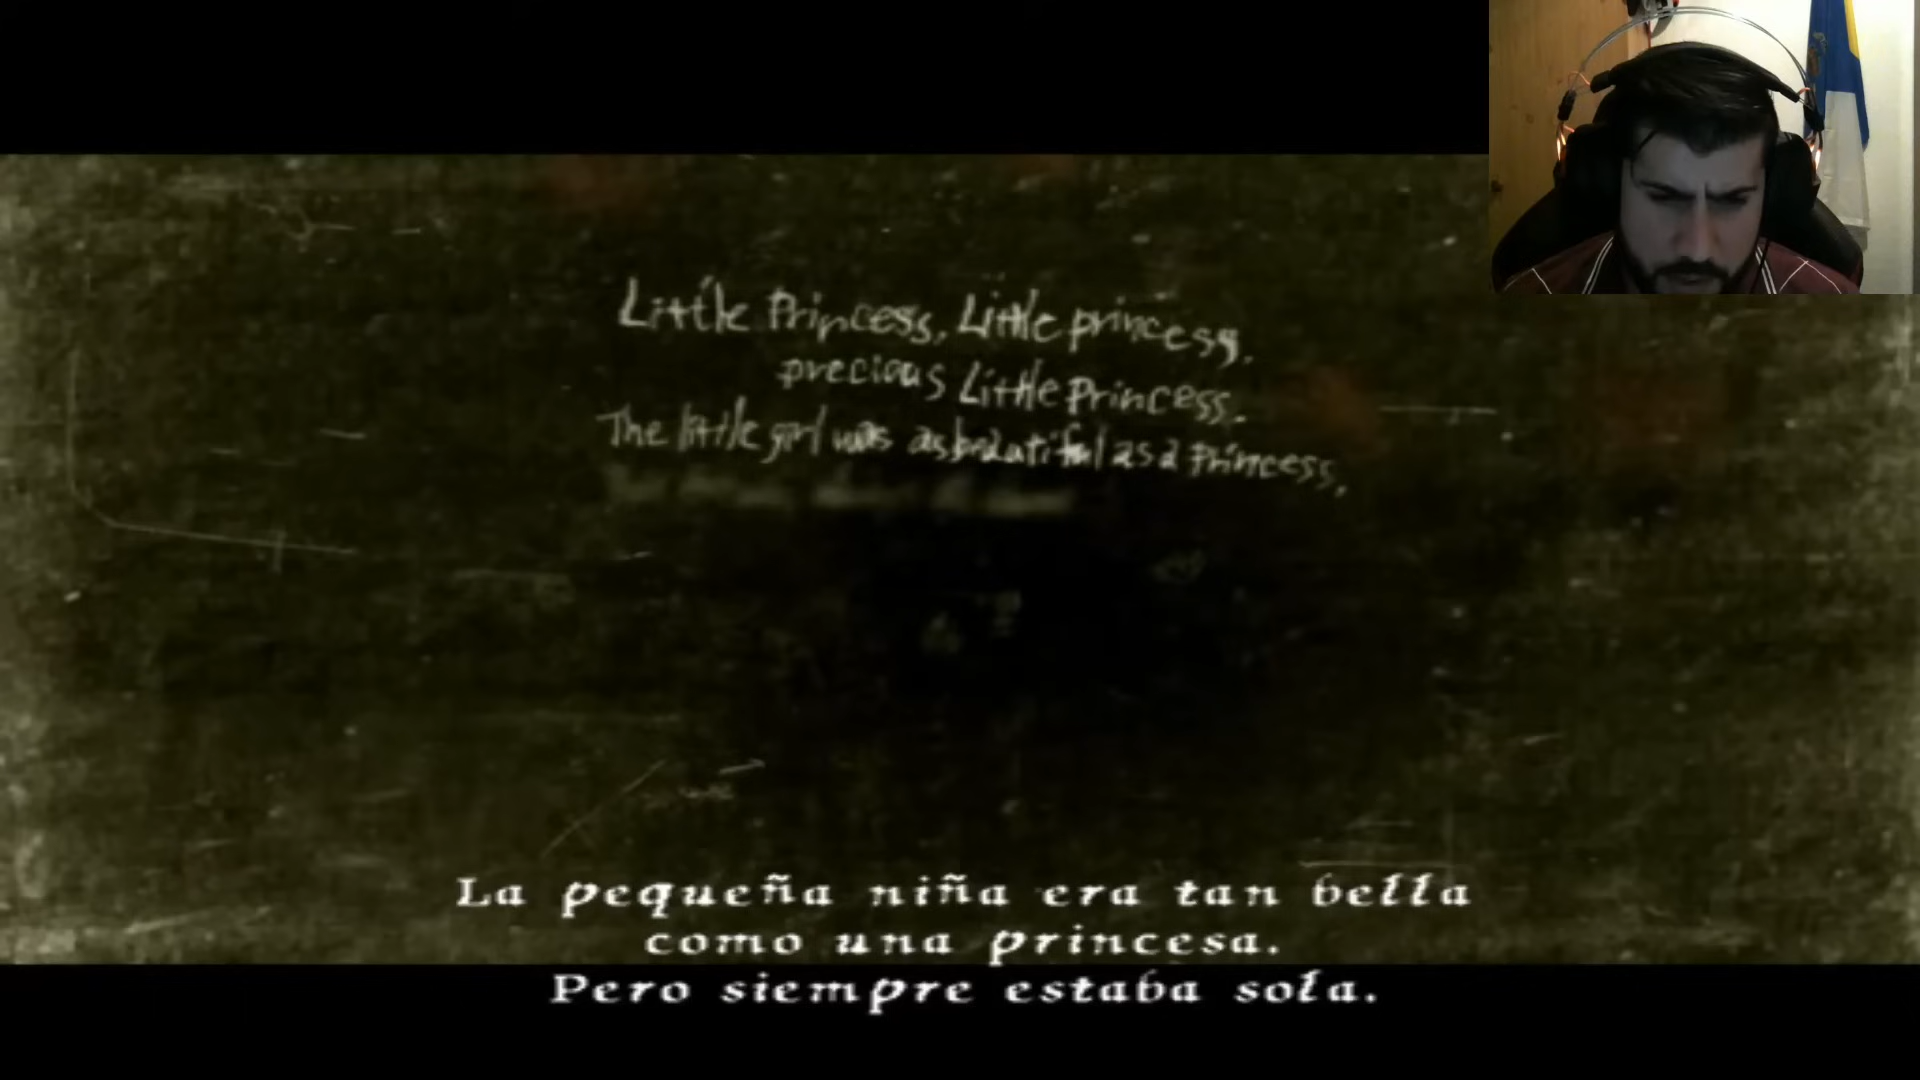 Little Princess, Little princess,
precious Little Princess.
The little girl was as beautiful as a Princess,
La pequeña niña era tan bella
como una princesa.
Pero siempre estaba sola.